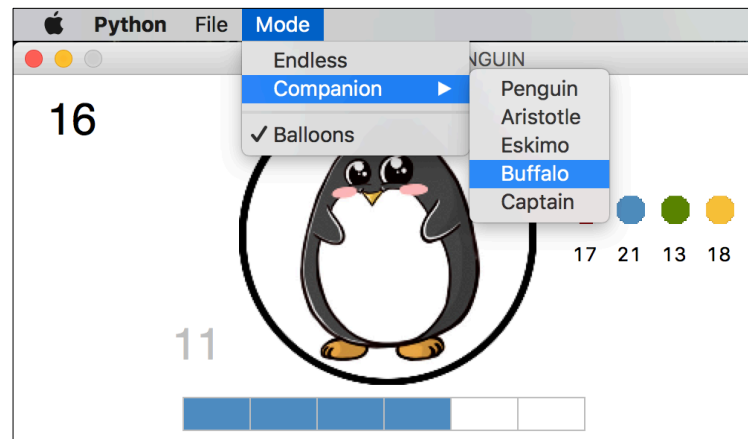 Python File Mode
NGUIN
Endless
Companion
Balloons
Penguin
Aristotle
Eskimo
Buffalo
Captain
16
17 21 13 18
11